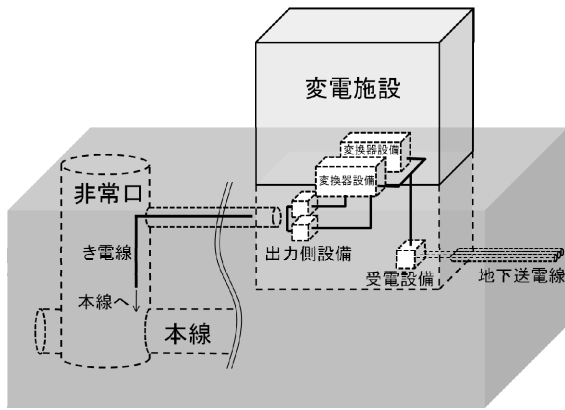 変電施設
変換器設備
変換器設備
非常口
き電線
出力側設備
受電設備
地下送電線
本線へ
本線